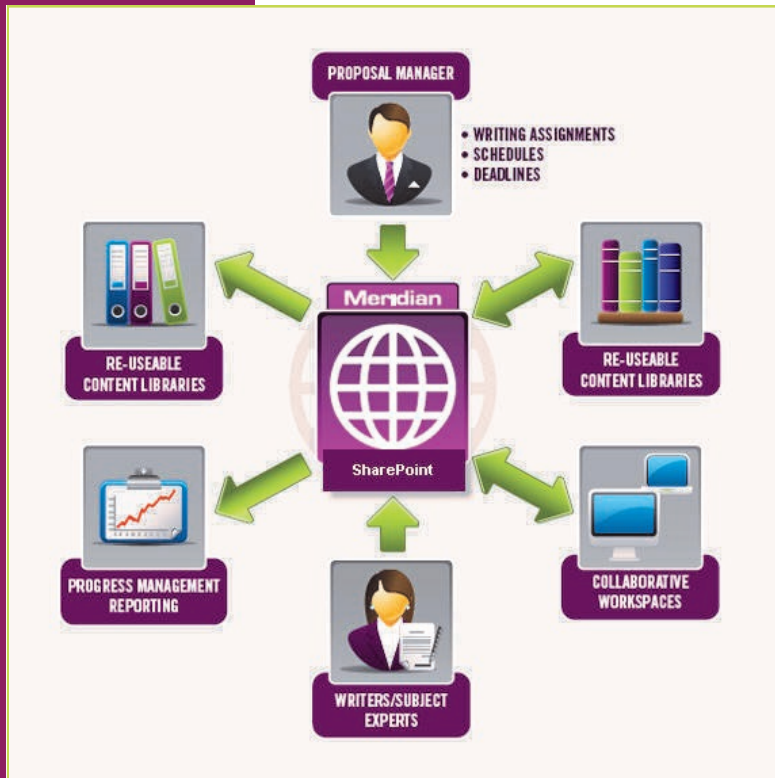 PROPOSAL MANAGER
• WRITING ASSIGNMENTS
• SCHEDULES
• DEADLINES
Meridian
SharePoint
RE-USEABLE
CONTENT LIBRARIES
RE-USEABLE
CONTENT LIBRARIES
PROGRESS MANAGEMENT
REPORTING
COLLABORATIVE
WORKSPACES
WRITERS/SUBJECT
EXPERTS